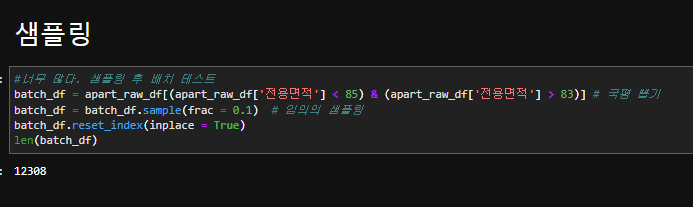 샘플링
#너무 많다. 샘플링 후 배치 테스트
batch_df = apart_raw_df[(apart_raw_df['전용면적'] < 85) & (apart_raw_df['전용면적'] > 83)] # 국평 뽑기
batch_df = batch_df.sample(frac = 0.1)  # 임의의 샘플링
batch_df.reset_index(inplace = True)
len(batch_df)
12308